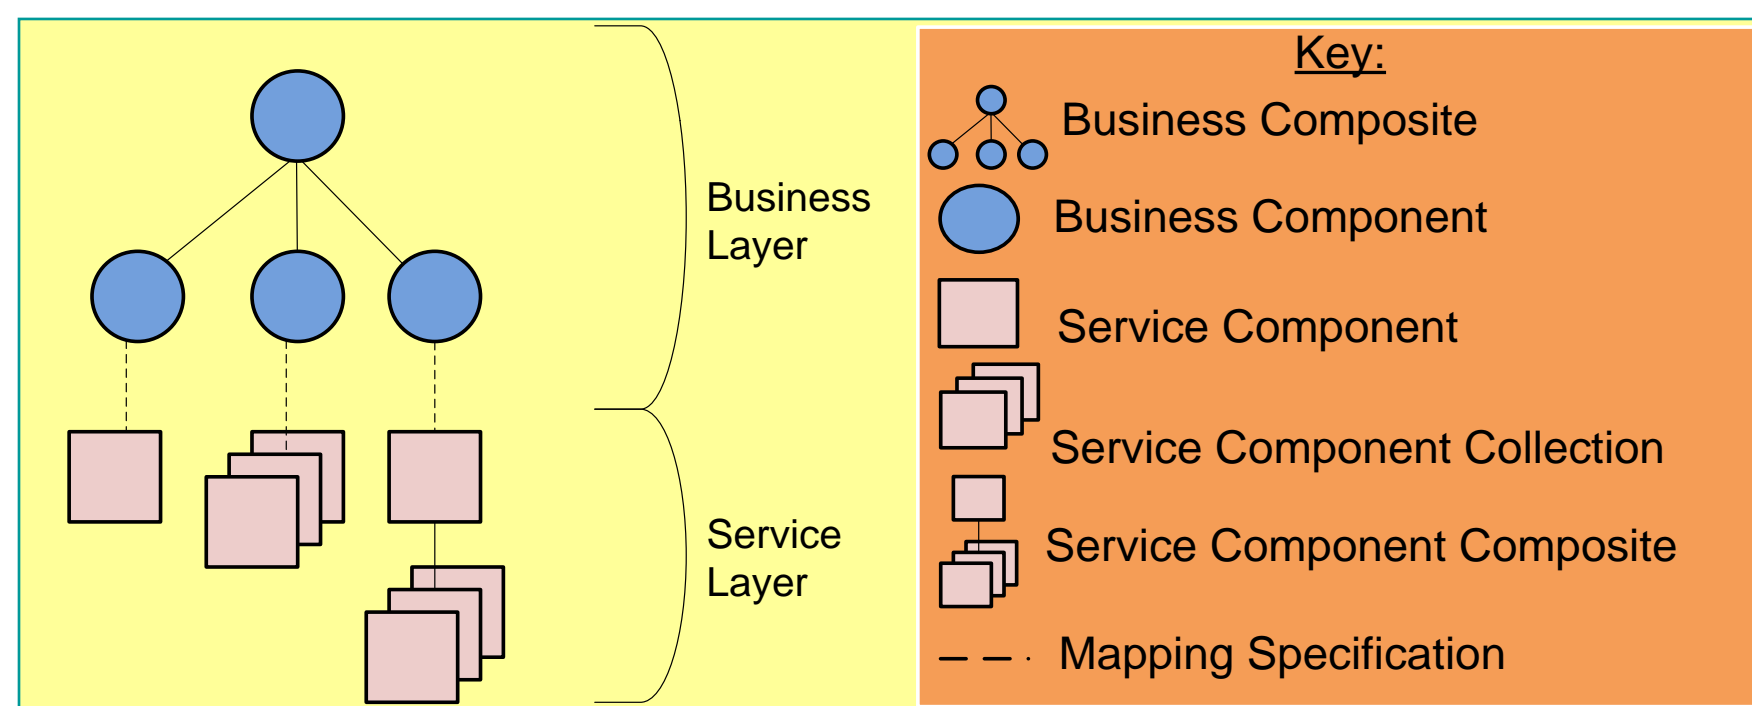 Business
Layer
Service
Layer
Key:
Business Composite
Business Component
Service Component
Service Component Collection
Service Component Composite
Mapping Specification